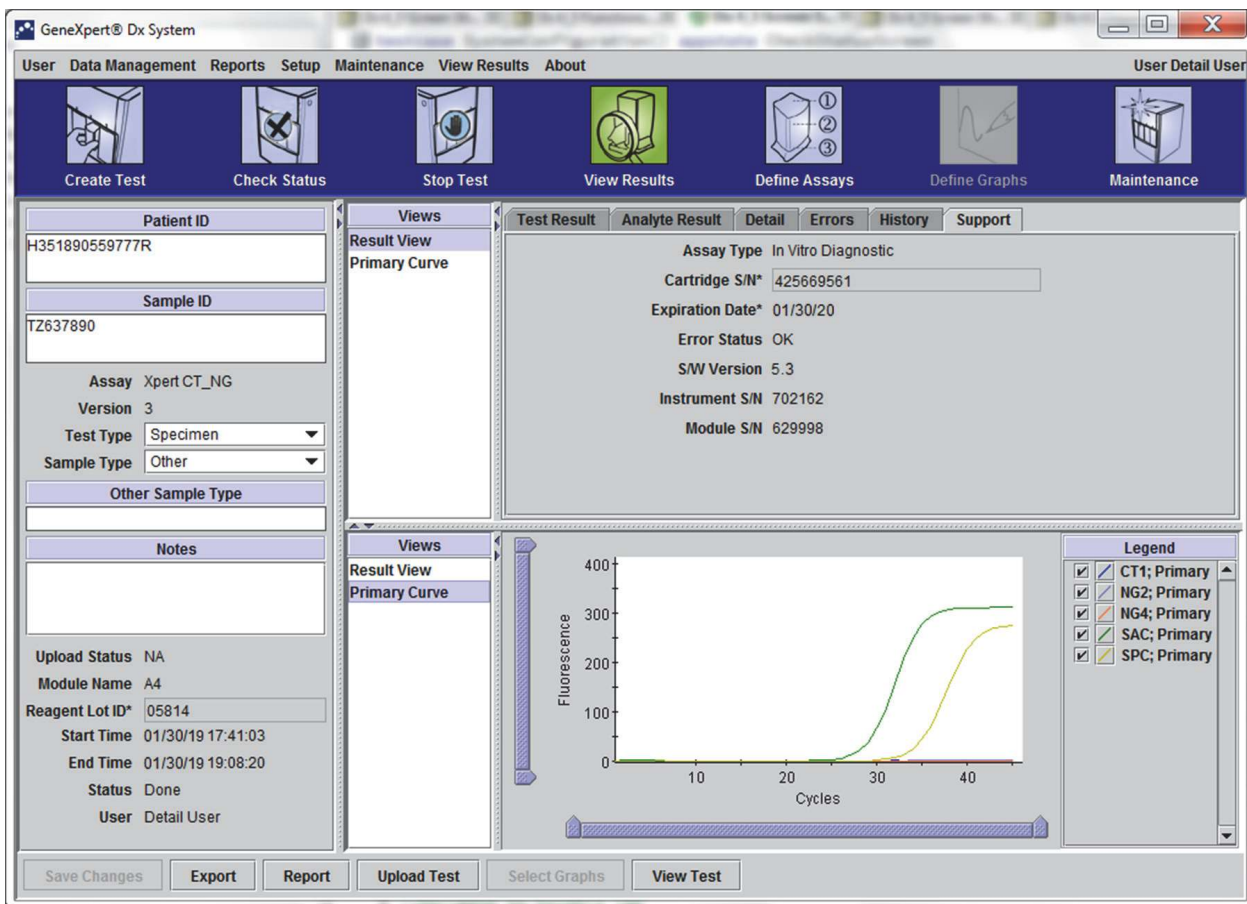 GeneXpert® Dx System
User Data Management Reports Setup Maintenance View Results About User Detail User
Create Test Check Status Stop Test View Results Define Assays Define Graphs Maintenance
① ② ③
Patient ID
H351890559777R
Sample ID
TZ637890
Assay Xpert CT_NG
Version 3
Test Type Specimen
Sample Type Other
Other Sample Type
Notes
Upload Status NA
Module Name A4
Reagent Lot ID* 05814
Start Time 01/30/19 17:41:03
End Time 01/30/19 19:08:20
Status Done
User Detail User
Views
Result View
Primary Curve
Test Result Analyte Result Detail Errors History Support
Assay Type In Vitro Diagnostic
Cartridge S/N* 425669561
Expiration Date* 01/30/20
Error Status OK
S/W Version 5.3
Instrument S/N 702162
Module S/N 629998
Views
Result View
Primary Curve
Fluorescence
400
300
200
100
0
10 20 30 40
Cycles
Legend
CT1; Primary
NG2; Primary
NG4; Primary
SAC; Primary
SPC; Primary
Save Changes Export Report Upload Test Select Graphs View Test